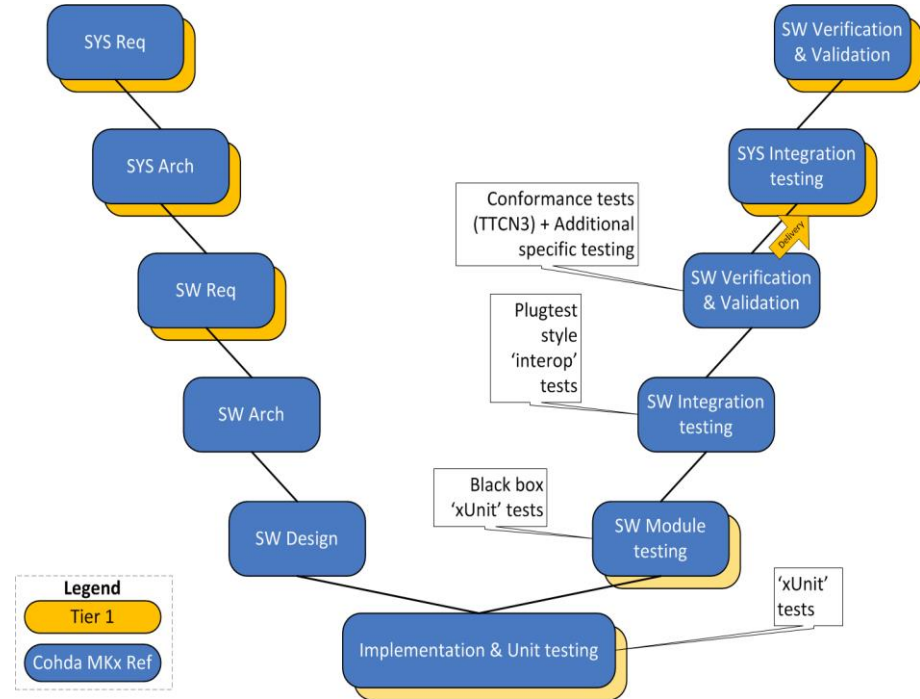 SYS Req
SYS Arch
SW Req
SW Arch
SW Design
Implementation & Unit testing
‘xUnit’
tests
SW Module
testing
Black box
‘xUnit’ tests
SW Integration
testing
Plugtest
style
‘interop’
tests
SW Verification
& Validation
Conformance tests
(TTCN3) + Additional
specific testing
Delivery
SYS Integration
testing
SW Verification
& Validation
Legend
Tier 1
Cohda MKx Ref